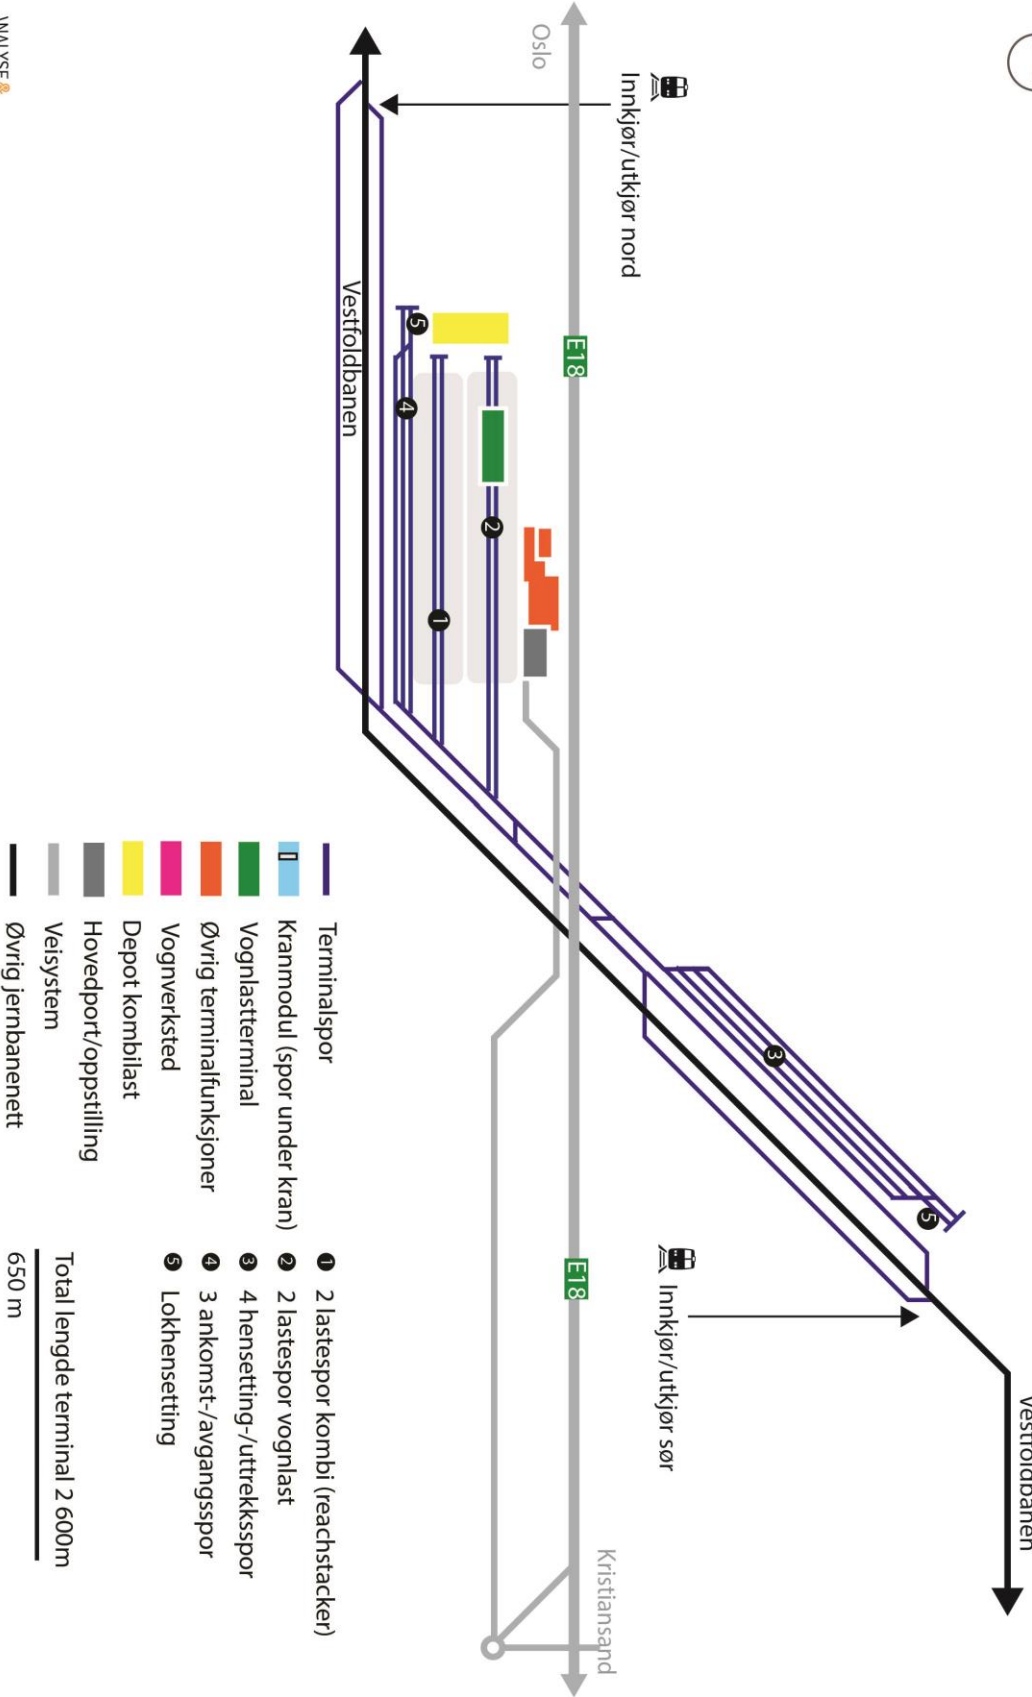 Vestfoldbanen
Innkjør/utkjør sør
Innkjør/utkjør nord
Oslo
E18
E18
Kristiansand
5
3
2
1
4
5
Vestfoldbanen
Terminalspor
Kranmodul (spor under kran)
Vognlastterminal
Øvrig terminalfunksjoner
Vognverksted
Depot kombilast
Hovedport/oppstilling
Veisystem
Øvrig jernbanenett
1 2 lastespor kombi (reachstacker)
2 2 lastespor vognlast
3 4 hensetting-/uttrekksspor
4 3 ankomst-/avgangsspor
5 Lokhensetting
Total lengde terminal 2 600m
650 m